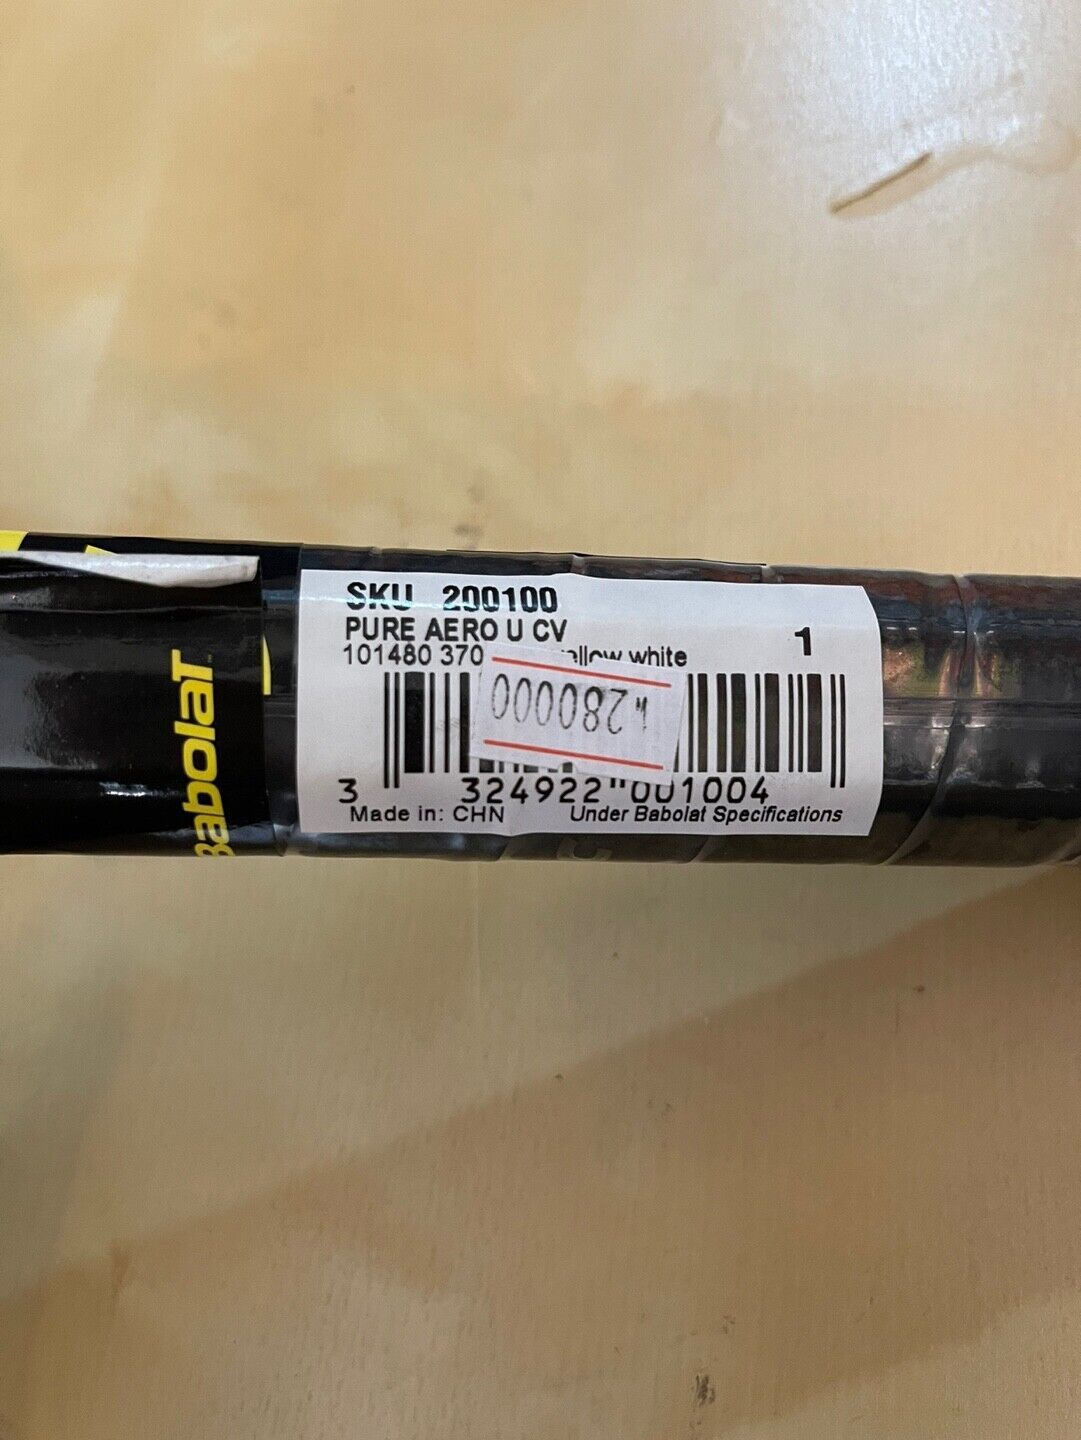 Babolat
SKU 200100
PURE AERO U CV
1
101480 370 white
₩280000
3 324922 001004
Made in: CHN
Under Babolat Specifications